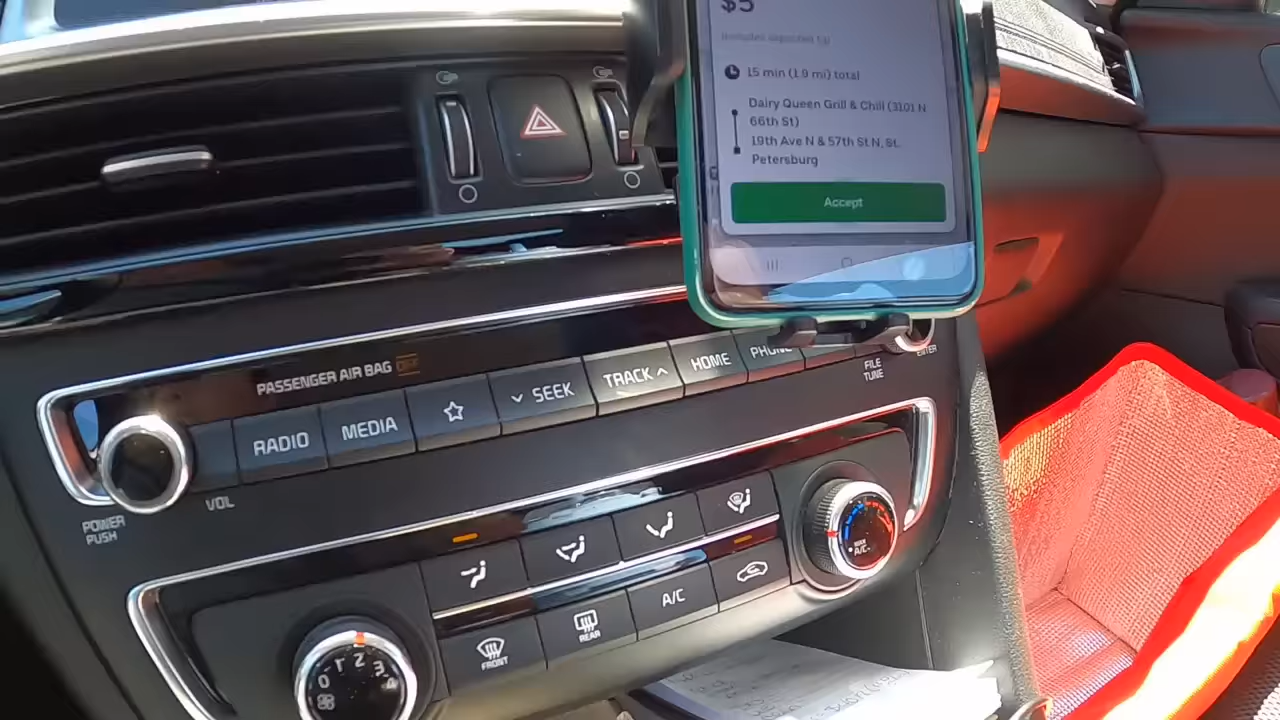 $5
15 min (1.9 mi) total
Dairy Queen Grill & Chill (3101 N
66th St)
19th Ave N & 57th St N, St.
Petersburg
Accept
PASSENGER AIR BAG OFF
RADIO
MEDIA
SEEK
TRACK
HOME
PHONE
FILE
TUNE
ENTER
VOL
POWER
PUSH
MAX
A/C
A/C
REAR
FRONT
0
1
2
3